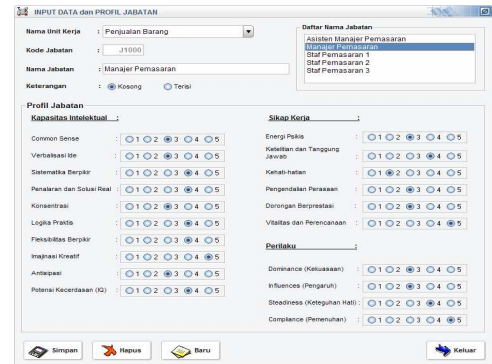 INPUT DATA dan PROFIL JABATAN
Nama Unit Kerja : Penjualan Barang
Kode Jabatan : J1000
Nama Jabatan : Manajer Pemasaran
Keterangan : Kosong Terisi
Daftar Nama Jabatan
Asisten Manajer Pemasaran
Manajer Pemasaran
Staf Pemasaran 1
Staf Pemasaran 2
Staf Pemasaran 3
Profil Jabatan
Kapasitas Intelektual :
Common Sense : 1 2 3 4 5
Verbalisasi Ide : 1 2 3 4 5
Sistematika Berpikir : 1 2 3 4 5
Penalaran dan Solusi Real : 1 2 3 4 5
Konsentrasi : 1 2 3 4 5
Logika Praktis : 1 2 3 4 5
Fleksibilitas Berpikir : 1 2 3 4 5
Imajinasi Kreatif : 1 2 3 4 5
Antisipasi : 1 2 3 4 5
Potensi Kecerdasan (IQ) : 1 2 3 4 5
Sikap Kerja :
Energi Psikis : 1 2 3 4 5
Ketelitian dan Tanggung
Jawab : 1 2 3 4 5
Kehati-hatian : 1 2 3 4 5
Pengendalian Perasaan : 1 2 3 4 5
Dorongan Berprestasi : 1 2 3 4 5
Vitalitas dan Perencanaan : 1 2 3 4 5
Perilaku :
Dominance (Kekuasaan) : 1 2 3 4 5
Influences (Pengaruh) : 1 2 3 4 5
Steadiness (Keteguhan Hati) : 1 2 3 4 5
Compliance (Pemenuhan) : 1 2 3 4 5
Simpan Hapus Baru Keluar